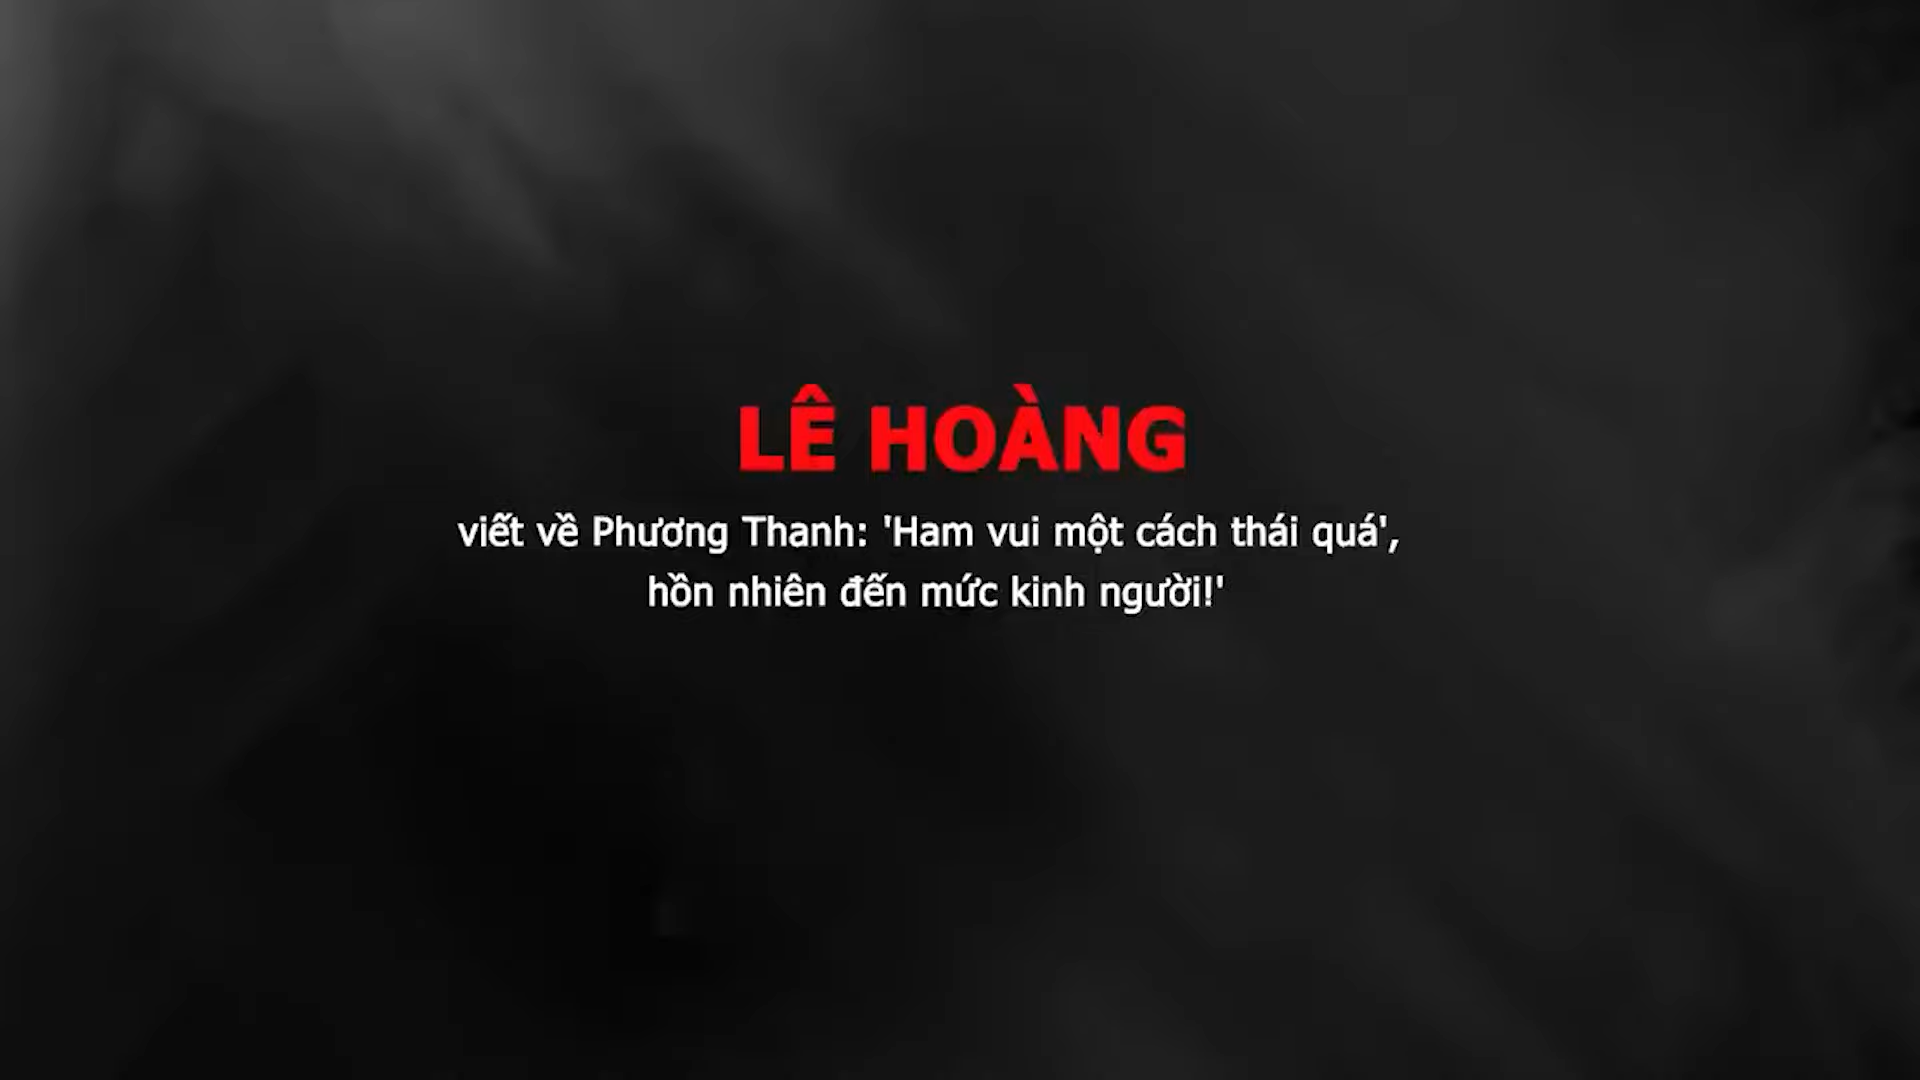 LÊ HOÀNG
viết về Phương Thanh: 'Ham vui một cách thái quá',
hồn nhiên đến mức kinh người!'